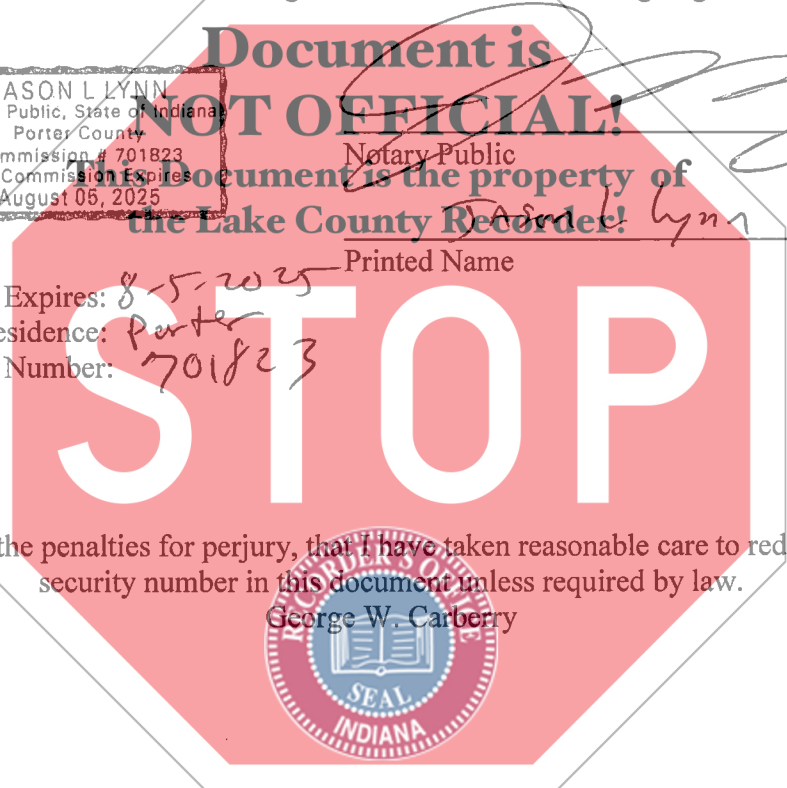 Document is
NOT OFFICIAL!
This Document is the property of
the Lake County Recorder!
ASON L LYNN
Public, State of Indiana
Porter County
mmission # 701823
Commission Expires
August 05, 2025
Notary Public
Jason L Lynn
Printed Name
Expires: 8-5-2025
esidence: Porter
Number: 701823
STOP
the penalties for perjury, that I have taken reasonable care to red
security number in this document unless required by law.
George W. Carberry
RECORDER'S OFFICE
SEAL
INDIANA